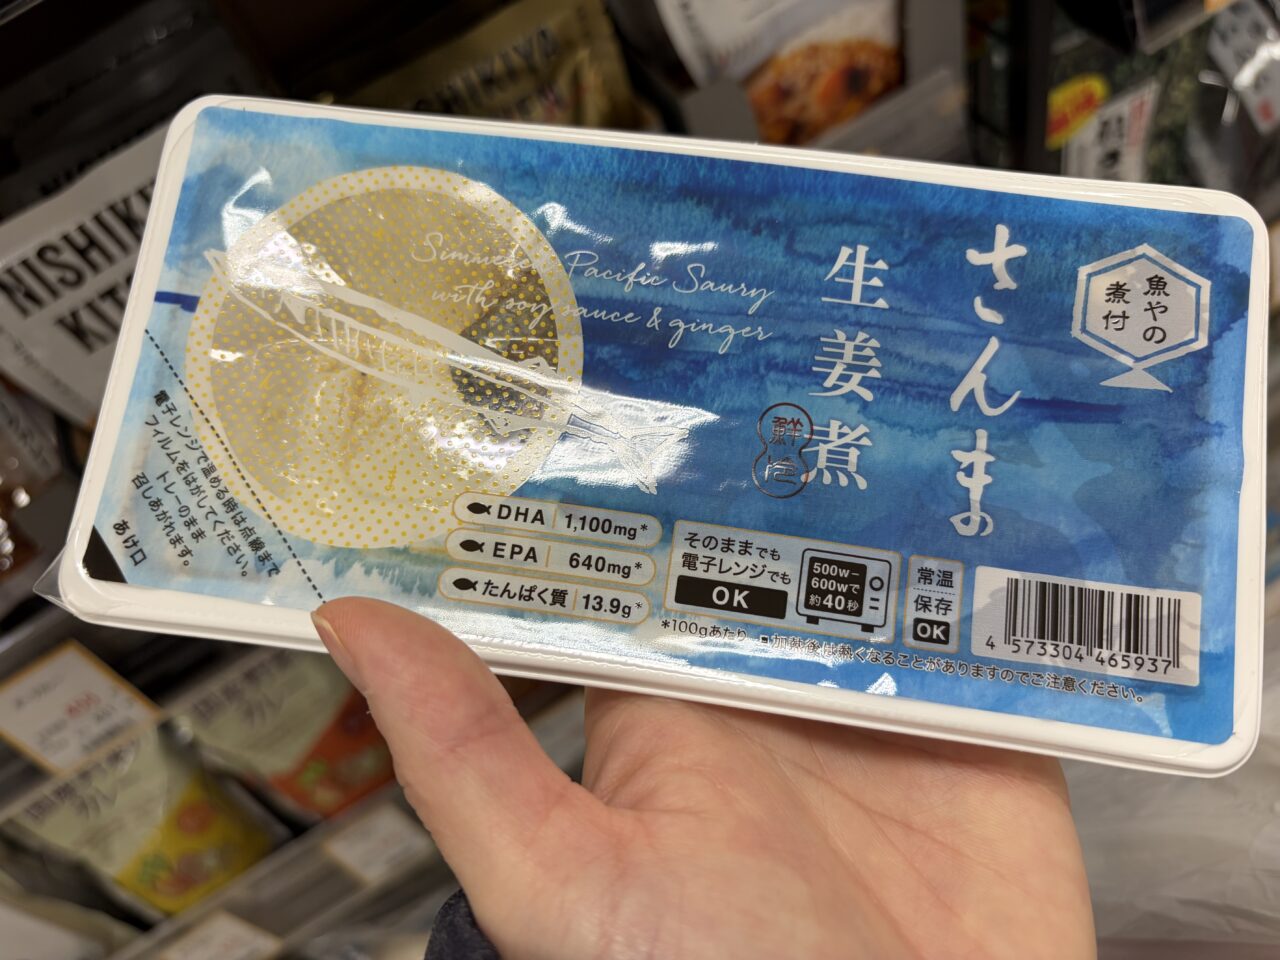 魚やの
煮付
さんま
生姜煮
鮮冷
Simmered Pacific Saury
with soy sauce & ginger
DHA 1,100mg*
EPA 640mg*
たんぱく質 13.9g*
*100gあたり
そのままでも
電子レンジでも
OK
500w–
600wで
約40秒
常温
保存
OK
4 573304 465937
■加熱後は熱くなることがありますのでご注意ください。
電子レンジで温める時は点線まで
フィルムをはがしてください。
トレーのまま
召しあがれます。
あけ口
NISHIKIYA
KITCHEN
NISHIKI
KIT
カレー